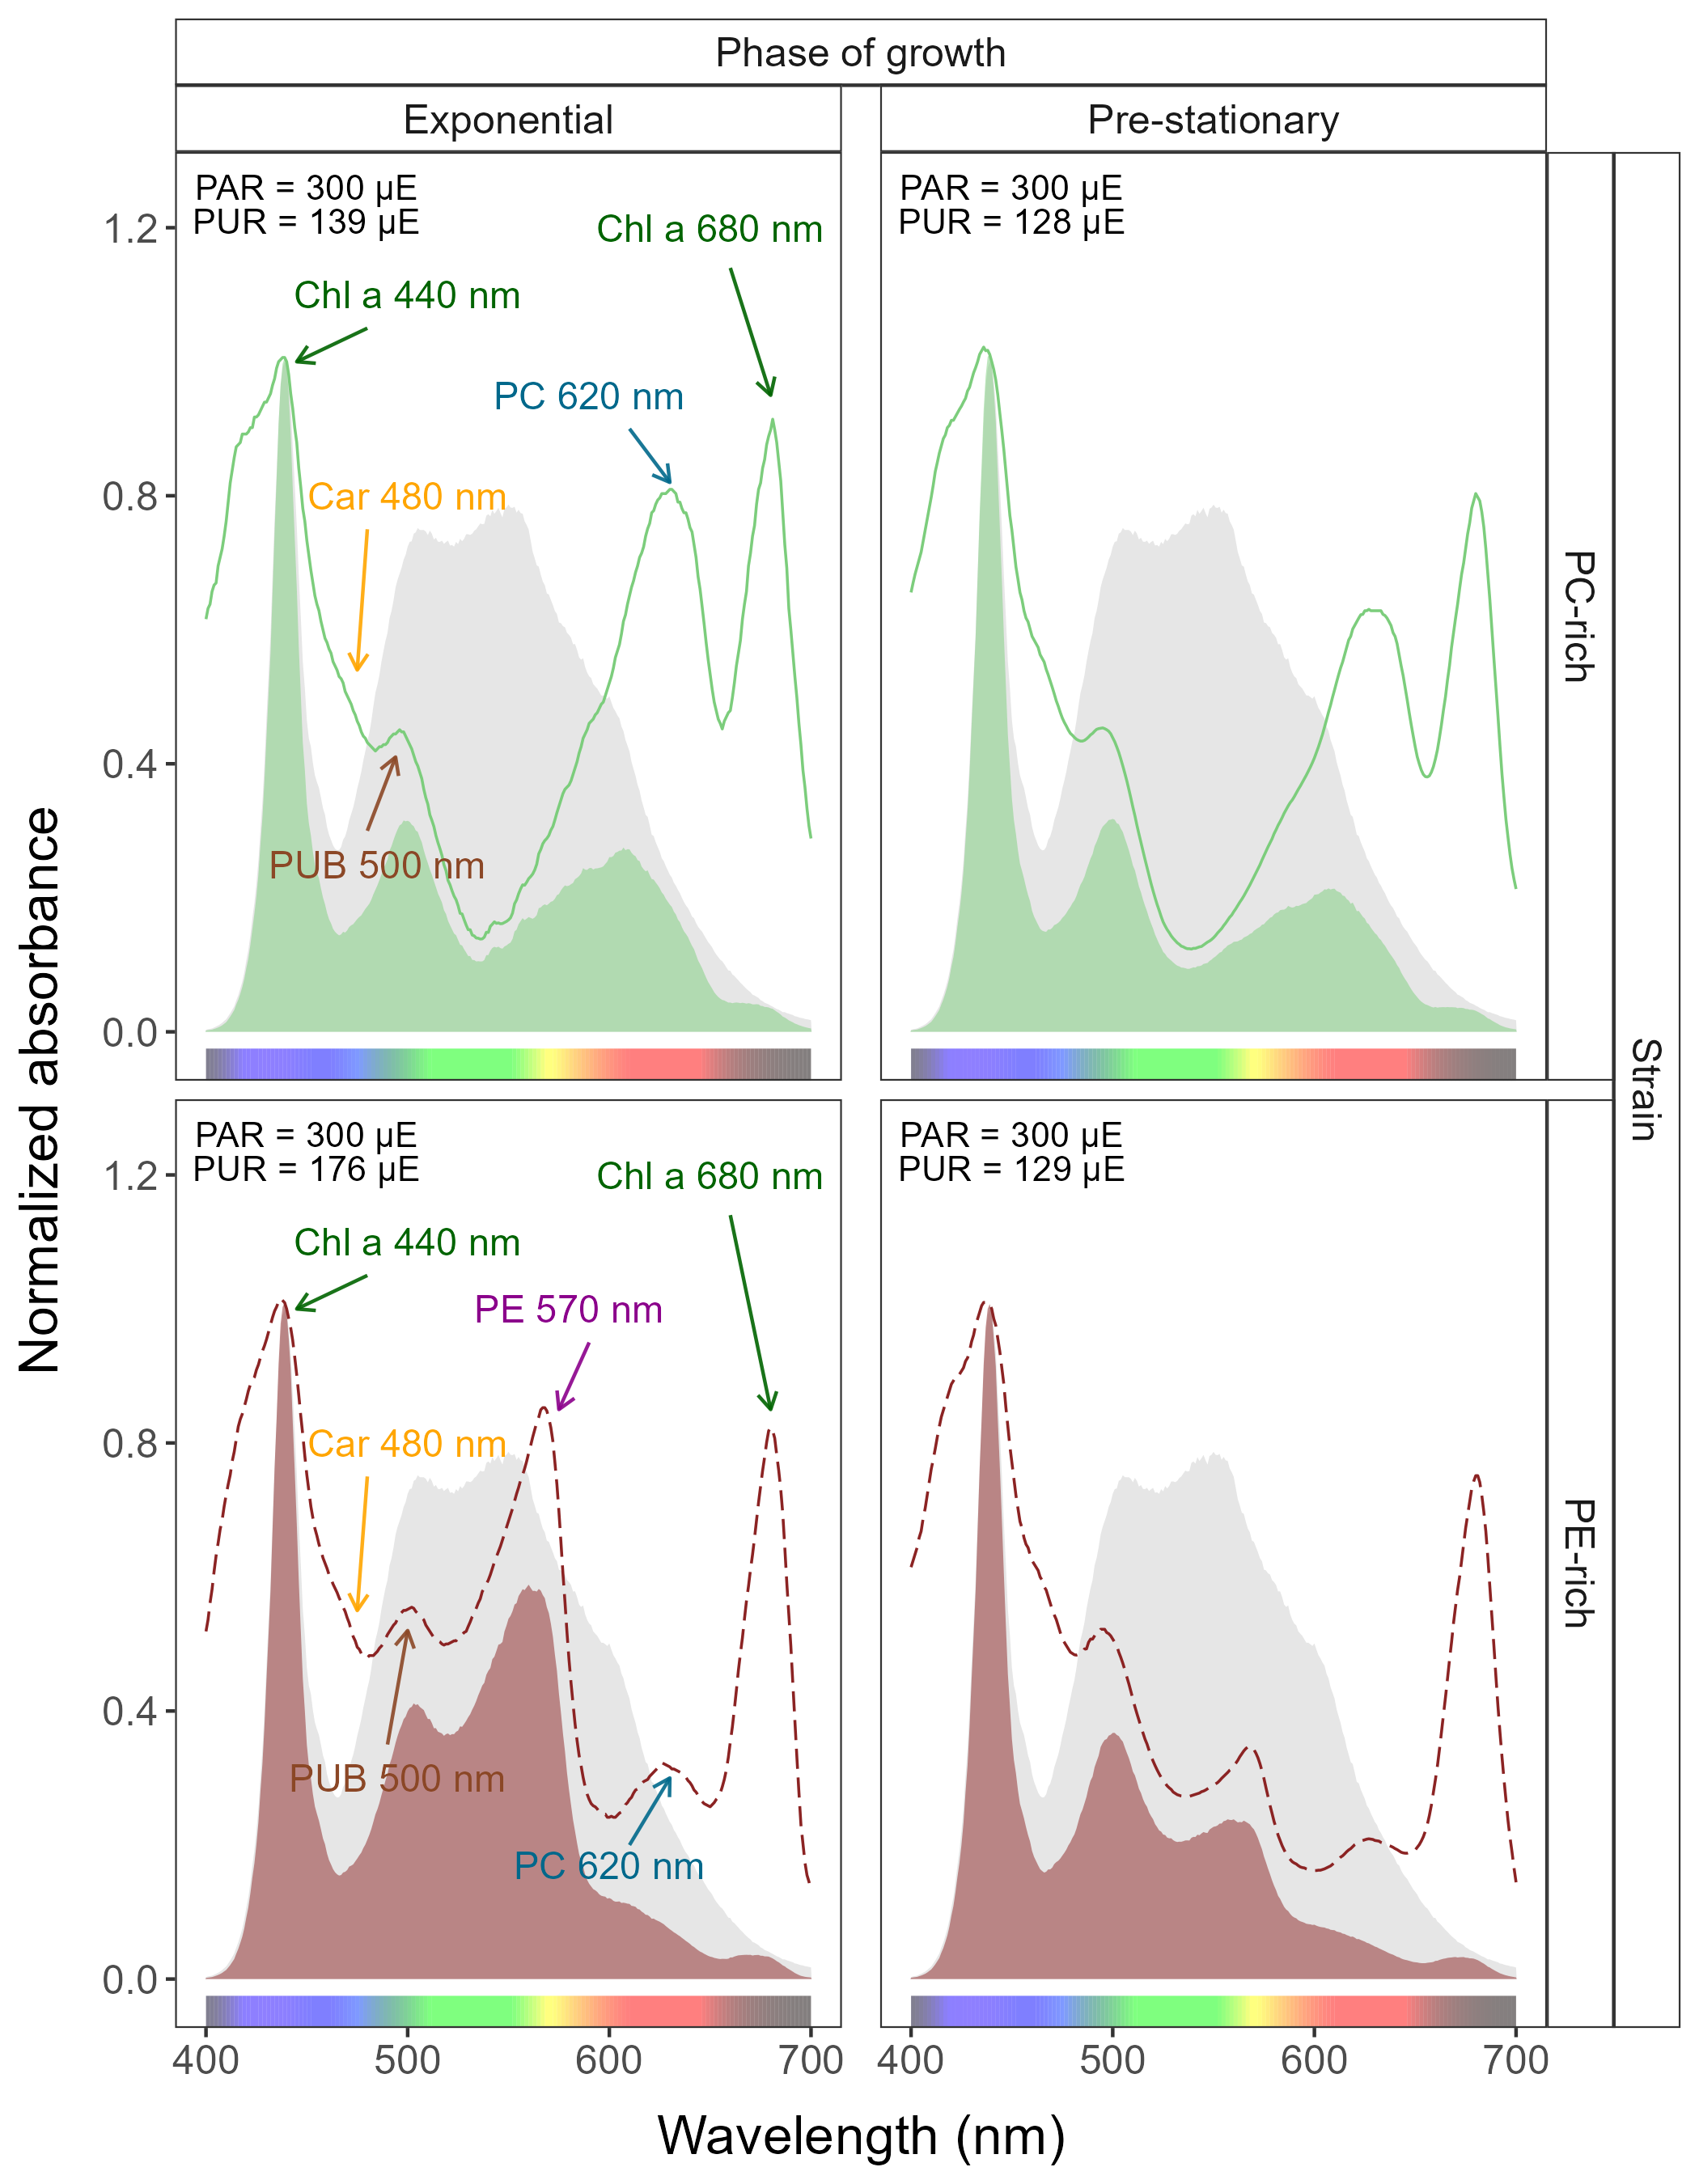 Phase of growth
Exponential
Pre-stationary
PAR = 300 µE
PUR = 139 µE
Chl a 680 nm
Chl a 440 nm
PC 620 nm
Car 480 nm
PUB 500 nm
1.2
0.8
0.4
0.0
PAR = 300 µE
PUR = 128 µE
PC-rich
PAR = 300 µE
PUR = 176 µE
Chl a 680 nm
Chl a 440 nm
PE 570 nm
Car 480 nm
PUB 500 nm
PC 620 nm
1.2
0.8
0.4
0.0
PAR = 300 µE
PUR = 129 µE
PE-rich
Strain
Normalized absorbance
400 500 600 700 400 500 600 700
Wavelength (nm)